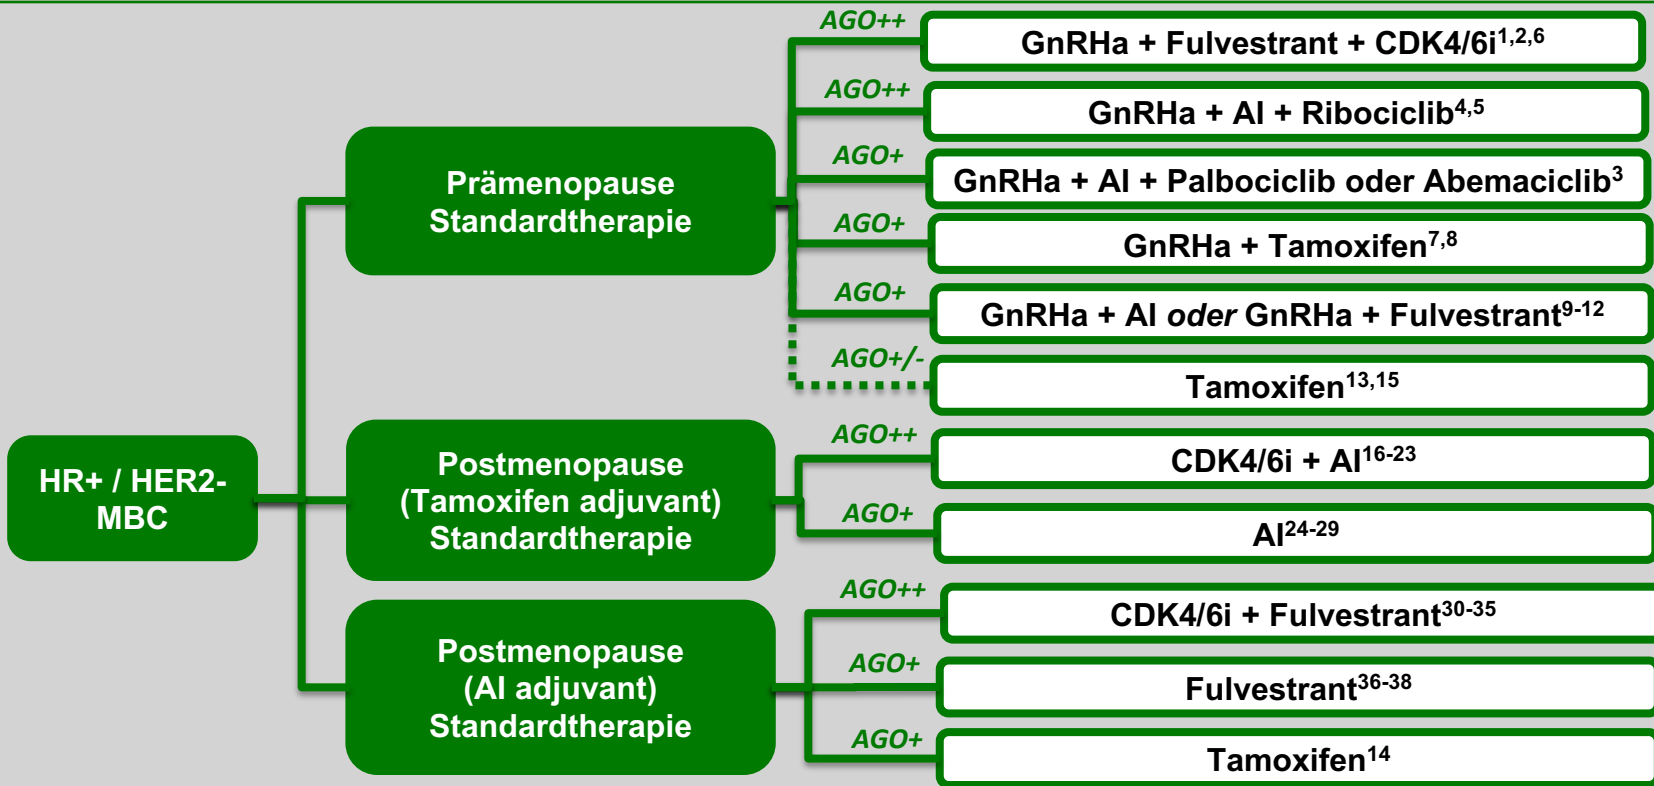 HR+ / HER2-
MBC
Prämenopause
Standardtherapie
AGO++
GnRHa + Fulvestrant + CDK4/6i1,2,6
AGO++
GnRHa + AI + Ribociclib4,5
AGO+
GnRHa + AI + Palbociclib oder Abemaciclib3
AGO+
GnRHa + Tamoxifen7,8
AGO+
GnRHa + AI oder GnRHa + Fulvestrant9-12
AGO+/-
Tamoxifen13,15
Postmenopause
(Tamoxifen adjuvant)
Standardtherapie
AGO++
CDK4/6i + AI16-23
AGO+
AI24-29
Postmenopause
(AI adjuvant)
Standardtherapie
AGO++
CDK4/6i + Fulvestrant30-35
AGO+
Fulvestrant36-38
AGO+
Tamoxifen14